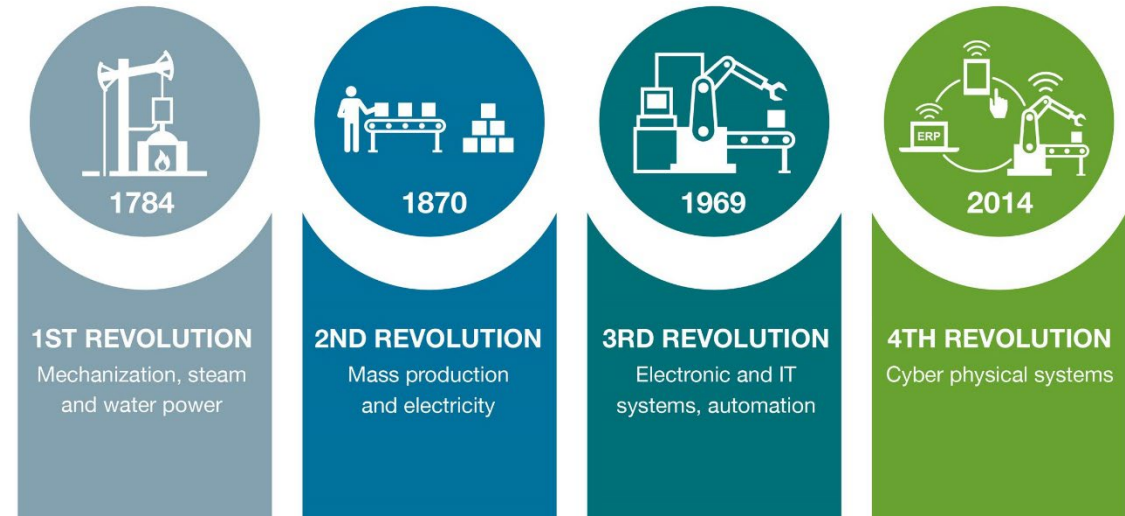 1784
1ST REVOLUTION
Mechanization, steam
and water power
1870
2ND REVOLUTION
Mass production
and electricity
1969
3RD REVOLUTION
Electronic and IT
systems, automation
ERP
2014
4TH REVOLUTION
Cyber physical systems